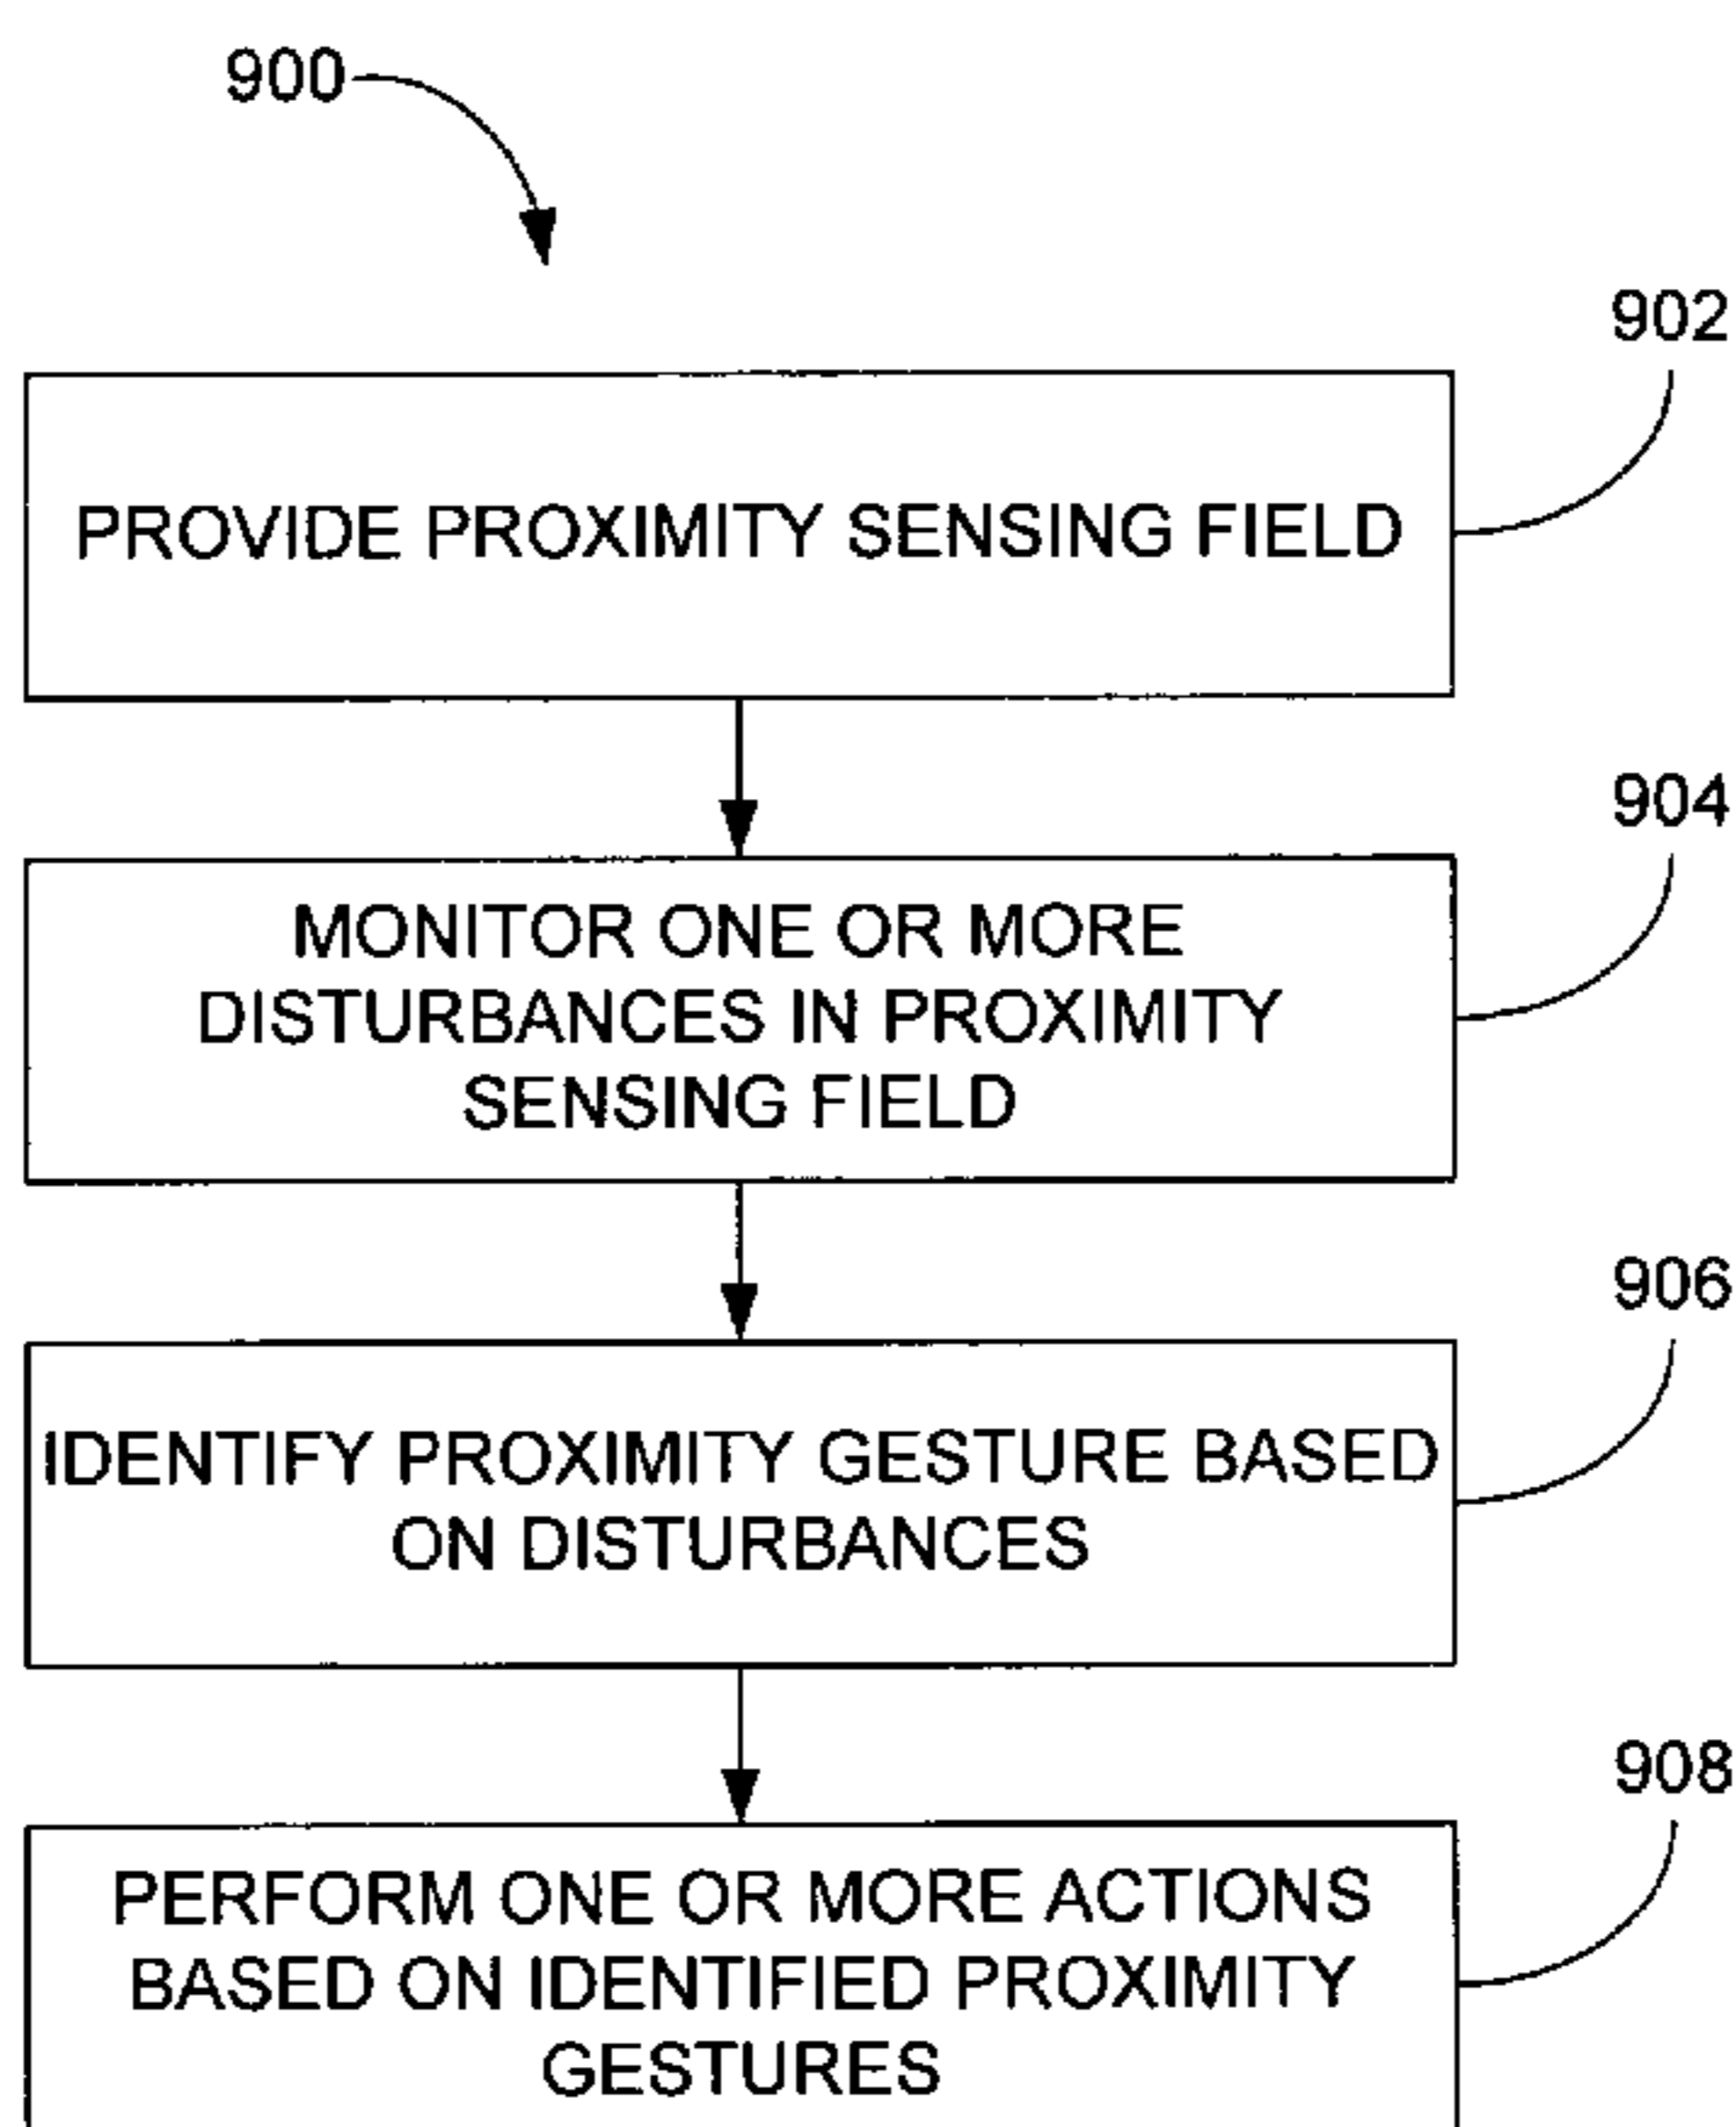 900
902
PROVIDE PROXIMITY SENSING FIELD
904
MONITOR ONE OR MORE
DISTURBANCES IN PROXIMITY
SENSING FIELD
906
IDENTIFY PROXIMITY GESTURE BASED
ON DISTURBANCES
908
PERFORM ONE OR MORE ACTIONS
BASED ON IDENTIFIED PROXIMITY
GESTURES